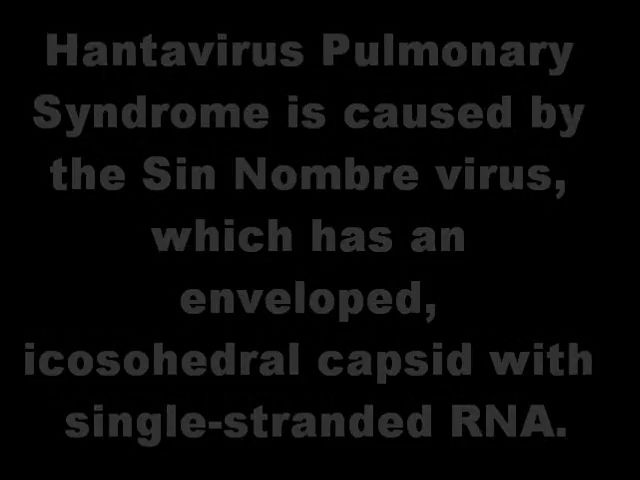 Hantavirus Pulmonary
Syndrome is caused by
the Sin Nombre virus,
which has an
enveloped,
icosohedral capsid with
single-stranded RNA.